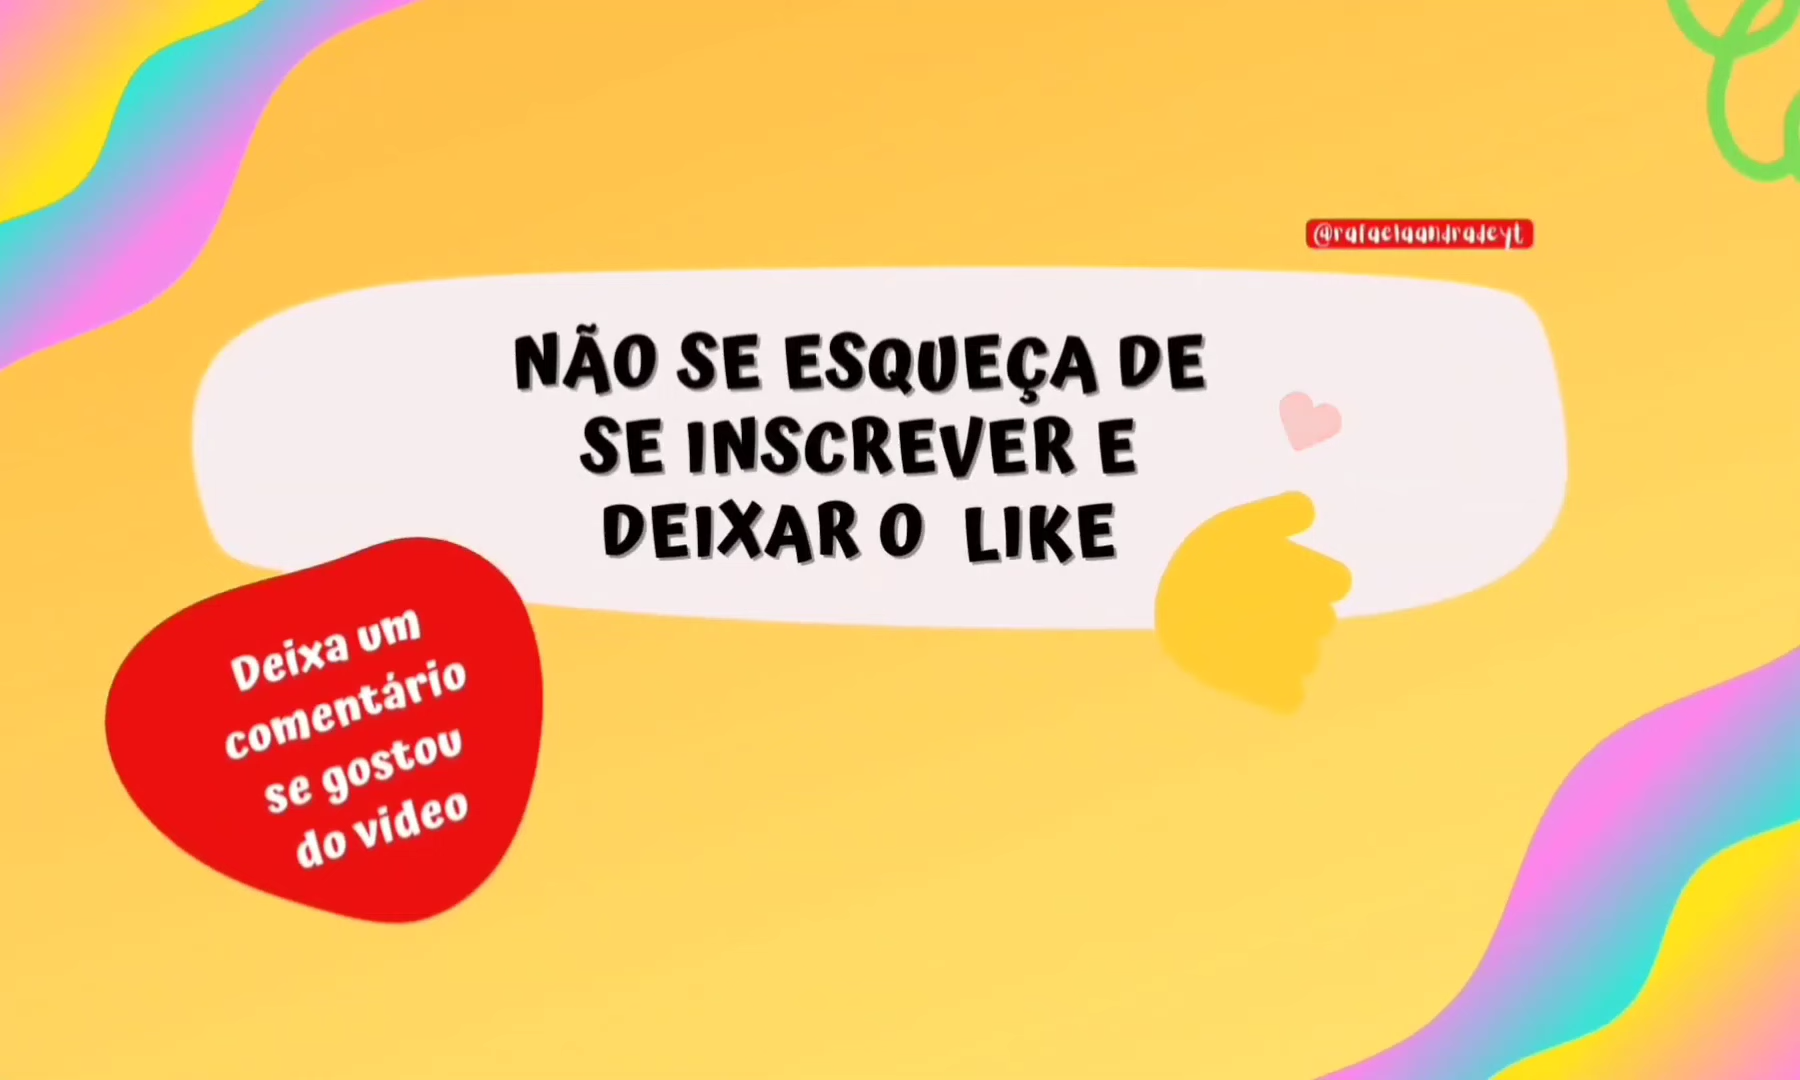 @rafaelaandradeyt
NÃO SE ESQUEÇA DE
SE INSCREVER E
DEIXAR O LIKE
Deixa um
comentário
se gostou
do video